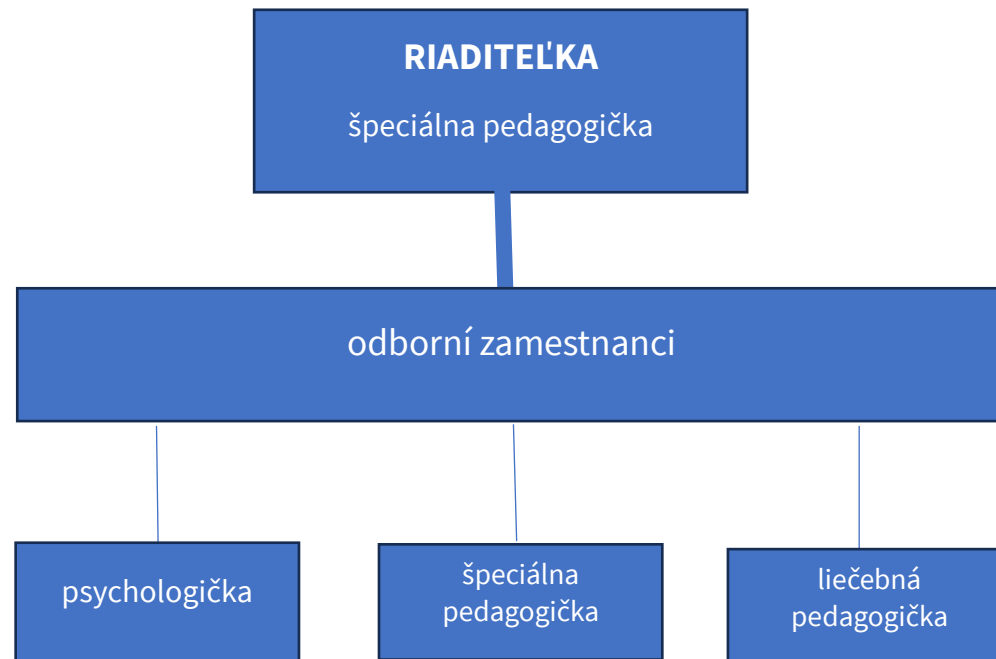 RIADITEĽKA
špeciálna pedagogička
odborní zamestnanci
psychologička
špeciálna
pedagogička
liečebná
pedagogička